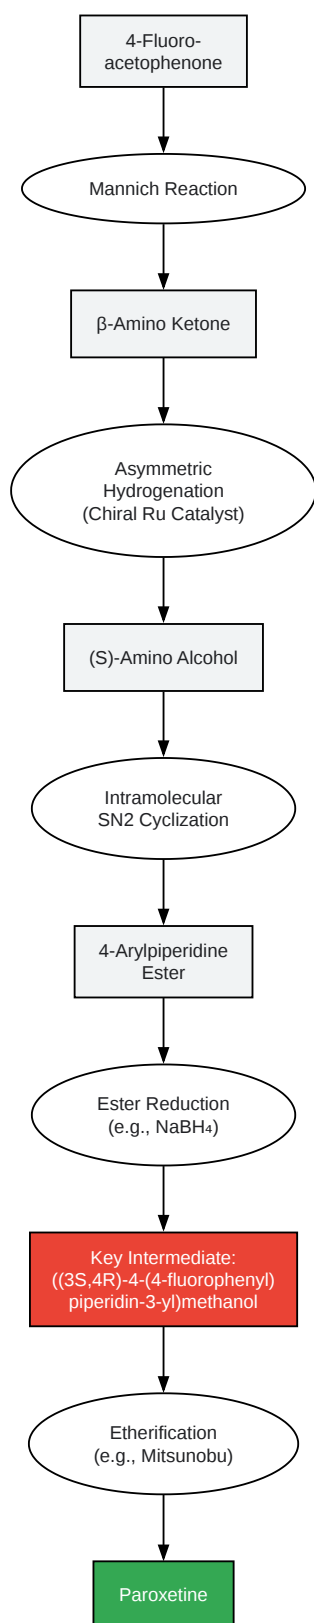 4-Fluoro-
acetophenone
Mannich Reaction
β-Amino Ketone
Asymmetric
Hydrogenation
(Chiral Ru Catalyst)
(S)-Amino Alcohol
Intramolecular
SN2 Cyclization
4-Arylpiperidine
Ester
Ester Reduction
(e.g., NaBH₄)
Key Intermediate:
((3S,4R)-4-(4-fluorophenyl)
piperidin-3-yl)methanol
Etherification
(e.g., Mitsunobu)
Paroxetine